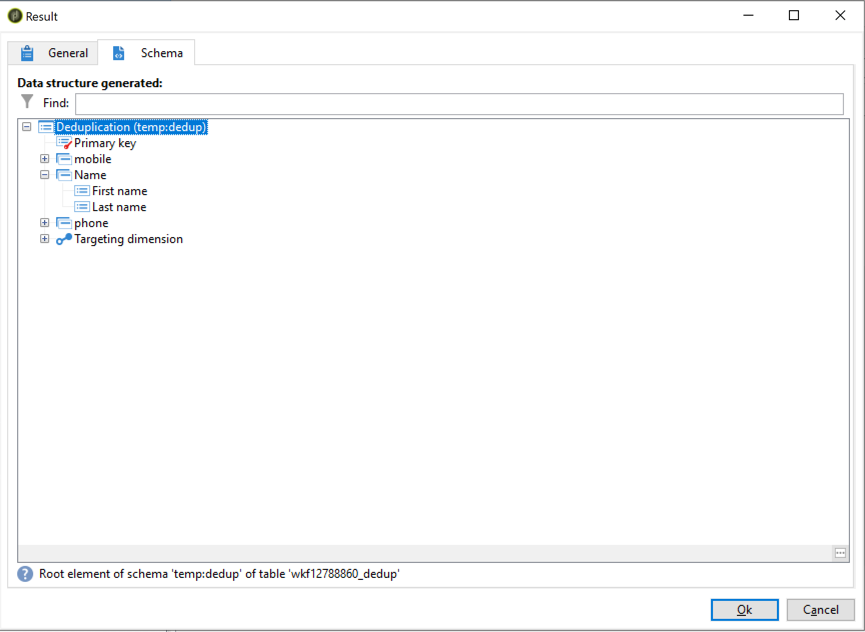 Result
General
Schema
Data structure generated:
Find:
Deduplication (temp:dedup)
Primary key
mobile
Name
First name
Last name
phone
Targeting dimension
Root element of schema 'temp:dedup' of table 'wkf12788860_dedup'
Ok
Cancel